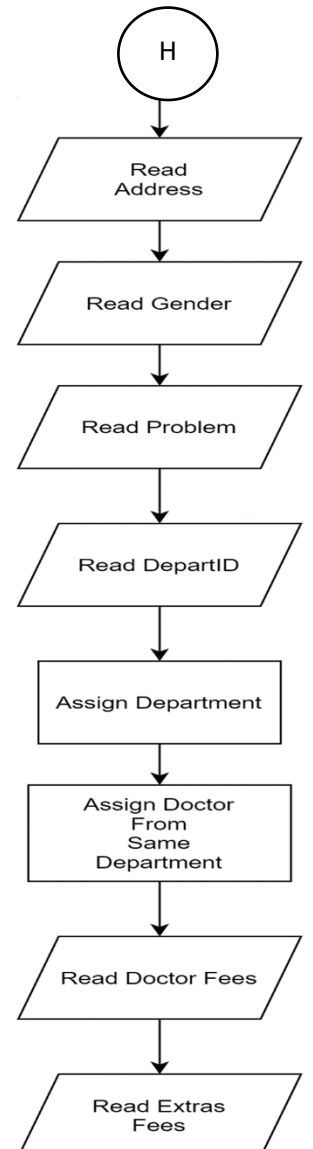 H
Read
Address
Read Gender
Read Problem
Read DepartID
Assign Department
Assign Doctor
From
Same
Department
Read Doctor Fees
Read Extras
Fees